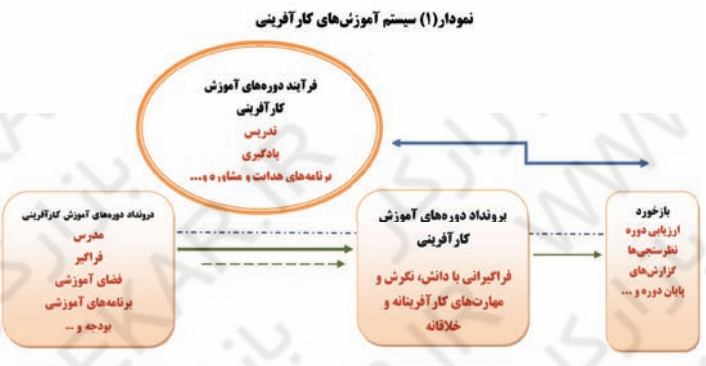 نمودار(۱) سیستم آموزش‌های کارآفرینی
فرآیند دوره‌های آموزش
کارآفرینی
تدریس
یادگیری
برنامه‌های هدایت و مشاوره و...
درونداد دوره‌های آموزش کارآفرینی
مدرس
فراگیر
فضای آموزشی
برنامه‌های آموزشی
بودجه و ...
برونداد دوره‌های آموزش
کارآفرینی
فراگیرانی با دانش، نگرش و
مهارت‌های کارآفرینانه و
خلاقانه
بازخورد
ارزیابی دوره
نظرسنجی‌ها
گزارش‌های
پایان دوره و ...